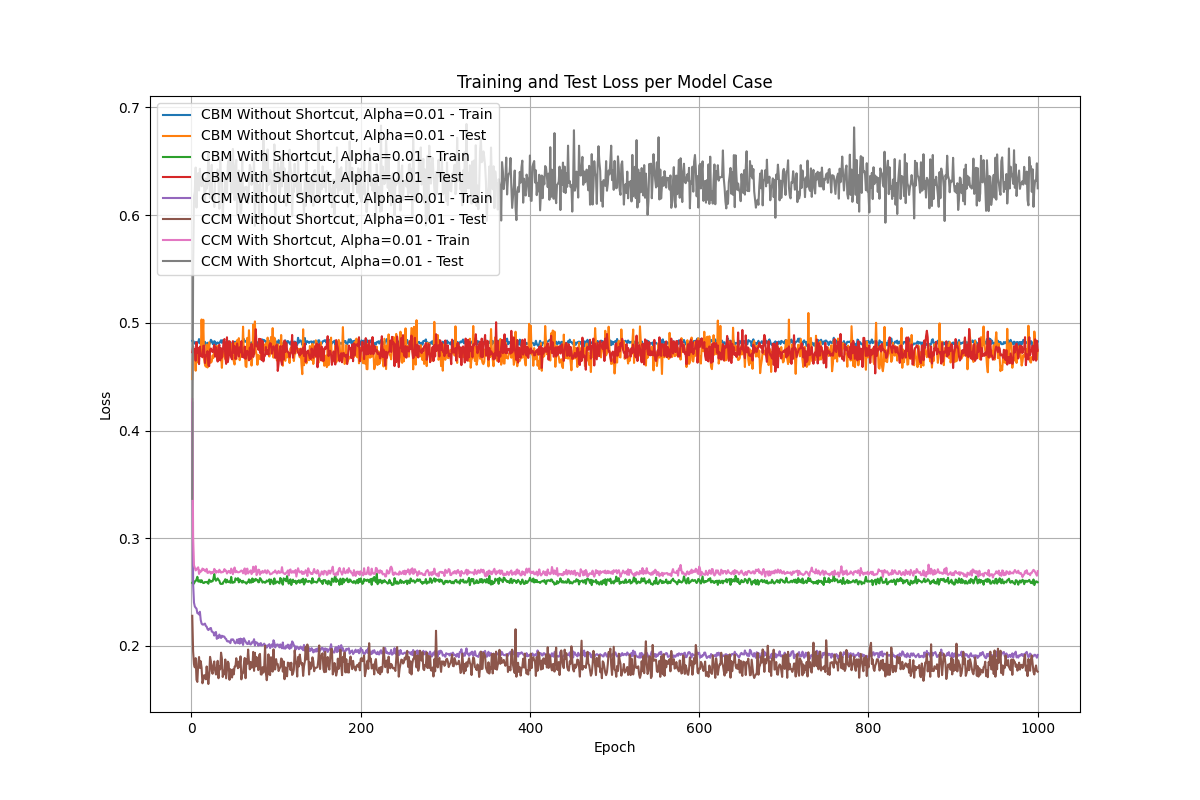 Training and Test Loss per Model Case
0.7
0.6
0.5
0.4
0.3
0.2
Loss
CBM Without Shortcut, Alpha=0.01 - Train
CBM Without Shortcut, Alpha=0.01 - Test
CBM With Shortcut, Alpha=0.01 - Train
CBM With Shortcut, Alpha=0.01 - Test
CCM Without Shortcut, Alpha=0.01 - Train
CCM Without Shortcut, Alpha=0.01 - Test
CCM With Shortcut, Alpha=0.01 - Train
CCM With Shortcut, Alpha=0.01 - Test
0 200 400 600 800 1000
Epoch